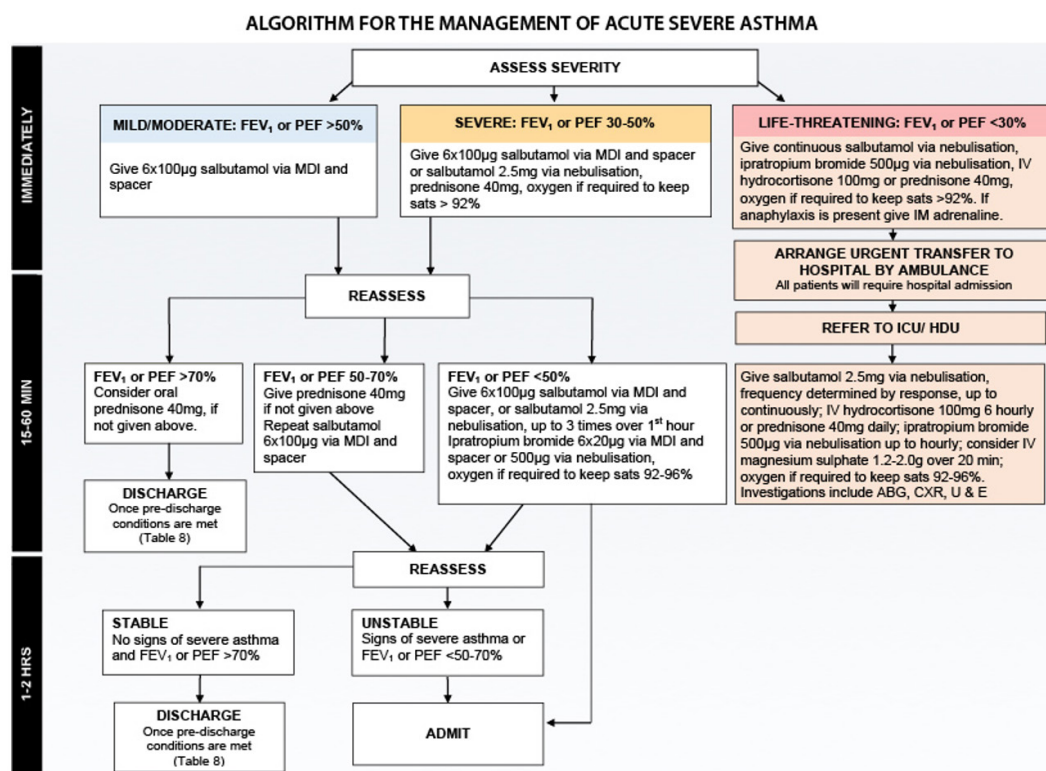 ALGORITHM FOR THE MANAGEMENT OF ACUTE SEVERE ASTHMA
IMMEDIATELY
ASSESS SEVERITY
MILD/MODERATE: FEV₁ or PEF >50%
Give 6x100µg salbutamol via MDI and
spacer
SEVERE: FEV₁ or PEF 30-50%
Give 6x100µg salbutamol via MDI and spacer
or salbutamol 2.5mg via nebulisation,
prednisone 40mg, oxygen if required to keep
sats > 92%
LIFE-THREATENING: FEV₁ or PEF <30%
Give continuous salbutamol via nebulisation,
ipratropium bromide 500µg via nebulisation, IV
hydrocortisone 100mg or prednisone 40mg,
oxygen if required to keep sats >92%. If
anaphylaxis is present give IM adrenaline.
ARRANGE URGENT TRANSFER TO
HOSPITAL BY AMBULANCE
All patients will require hospital admission
15-60 MIN
REASSESS
REFER TO ICU/ HDU
FEV₁ or PEF >70%
Consider oral
prednisone 40mg, if
not given above.
FEV₁ or PEF 50-70%
Give prednisone 40mg
if not given above
Repeat salbutamol
6x100µg via MDI and
spacer
FEV₁ or PEF <50%
Give 6x100µg salbutamol via MDI and
spacer, or salbutamol 2.5mg via
nebulisation, up to 3 times over 1st hour
Ipratropium bromide 6x20µg via MDI and
spacer or 500µg via nebulisation,
oxygen if required to keep sats 92-96%
Give salbutamol 2.5mg via nebulisation,
frequency determined by response, up to
continuously; IV hydrocortisone 100mg 6 hourly
or prednisone 40mg daily; ipratropium bromide
500µg via nebulisation up to hourly; consider IV
magnesium sulphate 1.2-2.0g over 20 min;
oxygen if required to keep sats 92-96%.
Investigations include ABG, CXR, U & E
DISCHARGE
Once pre-discharge
conditions are met
(Table 8)
1-2 HRS
REASSESS
STABLE
No signs of severe asthma
and FEV₁ or PEF >70%
UNSTABLE
Signs of severe asthma or
FEV₁ or PEF <50-70%
DISCHARGE
Once pre-discharge
conditions are met
(Table 8)
ADMIT